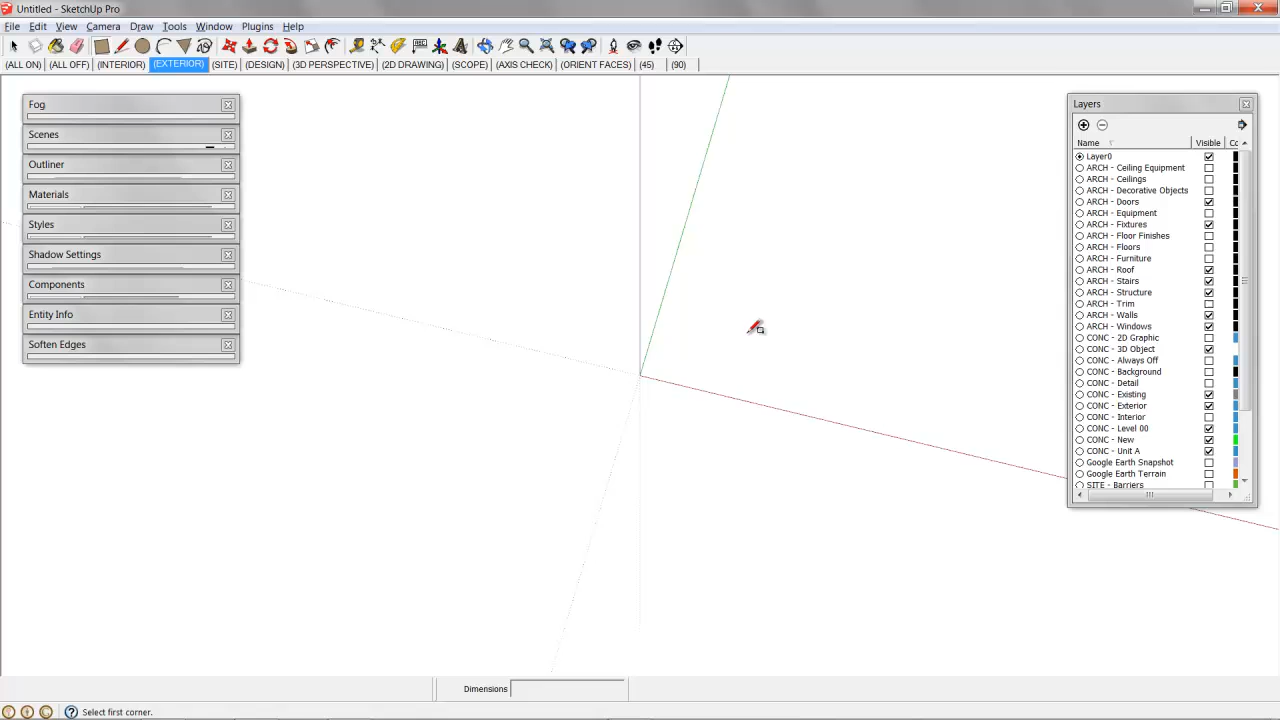 Untitled - SketchUp Pro
File Edit View Camera Draw Tools Window Plugins Help
(ALL ON) (ALL OFF) (INTERIOR) (EXTERIOR) (SITE) (DESIGN) (3D PERSPECTIVE) (2D DRAWING) (SCOPE) (AXIS CHECK) (ORIENT FACES) (45) (90)
Fog
Scenes
Outliner
Materials
Styles
Shadow Settings
Components
Entity Info
Soften Edges
Layers
Name Visible Co
Layer0
ARCH - Ceiling Equipment
ARCH - Ceilings
ARCH - Decorative Objects
ARCH - Doors
ARCH - Equipment
ARCH - Fixtures
ARCH - Floor Finishes
ARCH - Floors
ARCH - Furniture
ARCH - Roof
ARCH - Stairs
ARCH - Structure
ARCH - Trim
ARCH - Walls
ARCH - Windows
CONC - 2D Graphic
CONC - 3D Object
CONC - Always Off
CONC - Background
CONC - Detail
CONC - Existing
CONC - Exterior
CONC - Interior
CONC - Level 00
CONC - New
CONC - Unit A
Google Earth Snapshot
Google Earth Terrain
SITE - Barriers
Dimensions
Select first corner.